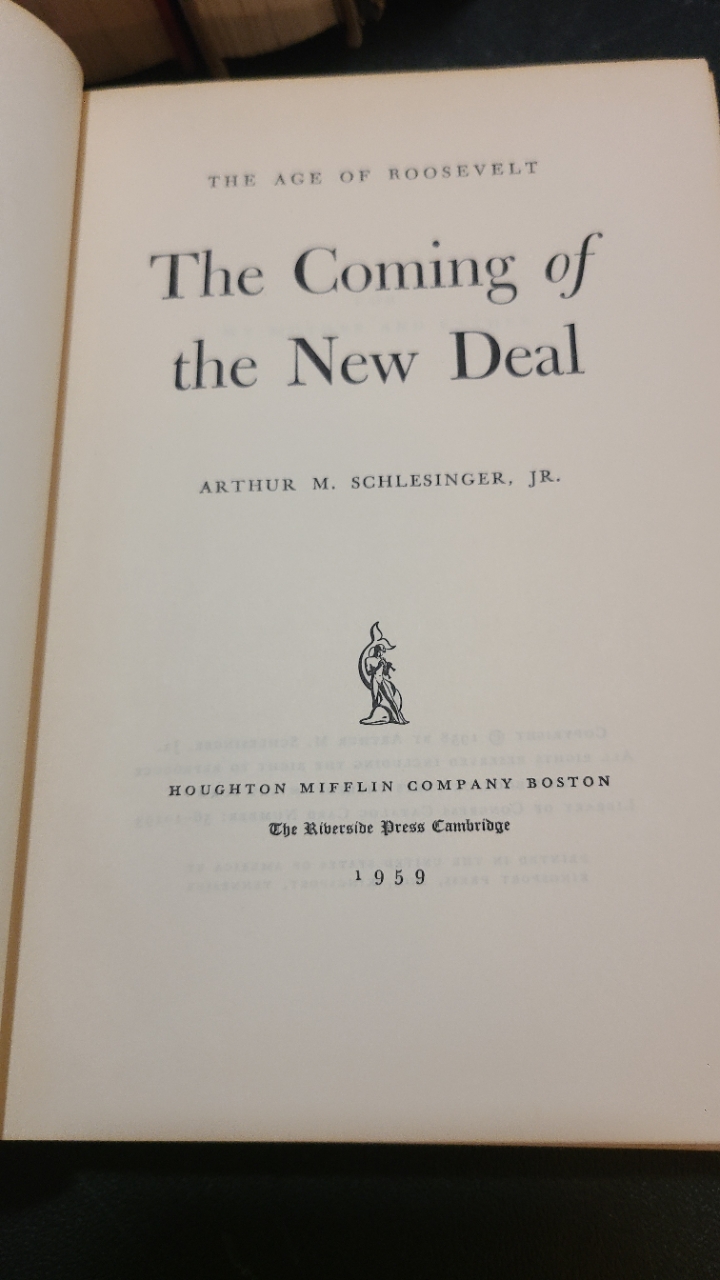 THE AGE OF ROOSEVELT
The Coming of
the New Deal
ARTHUR M. SCHLESINGER, JR.
HOUGHTON MIFFLIN COMPANY BOSTON
The Riverside Press Cambridge
1959